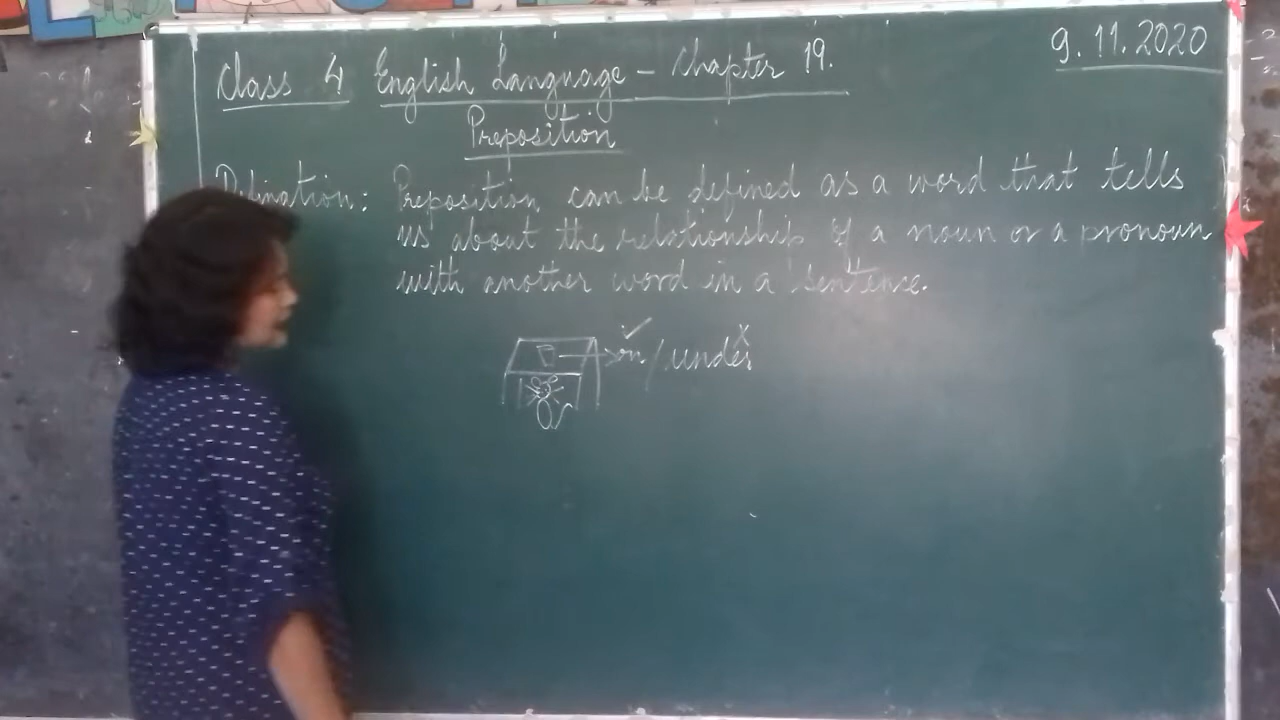 Class 4 English Language - Chapter 19.
9.11.2020
Preposition
Defination: Preposition can be defined as a word that tells
us about the relationship of a noun or a pronoun
with another word in a sentence.
on / under